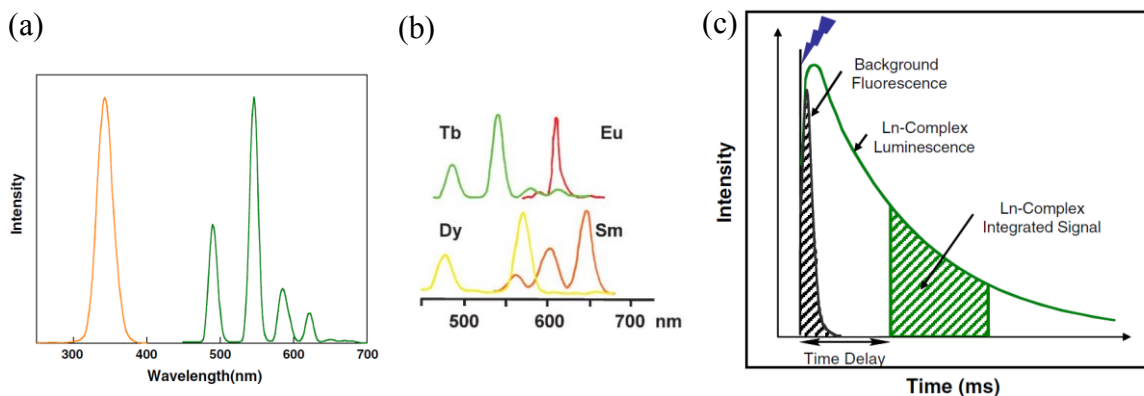 (a)
Intensity
300
400
500
600
700
Wavelength(nm)
(b)
Tb
Eu
Dy
Sm
500
600
700
nm
(c)
Intensity
Background
Fluorescence
Ln-Complex
Luminescence
Ln-Complex
Integrated Signal
Time Delay
Time (ms)